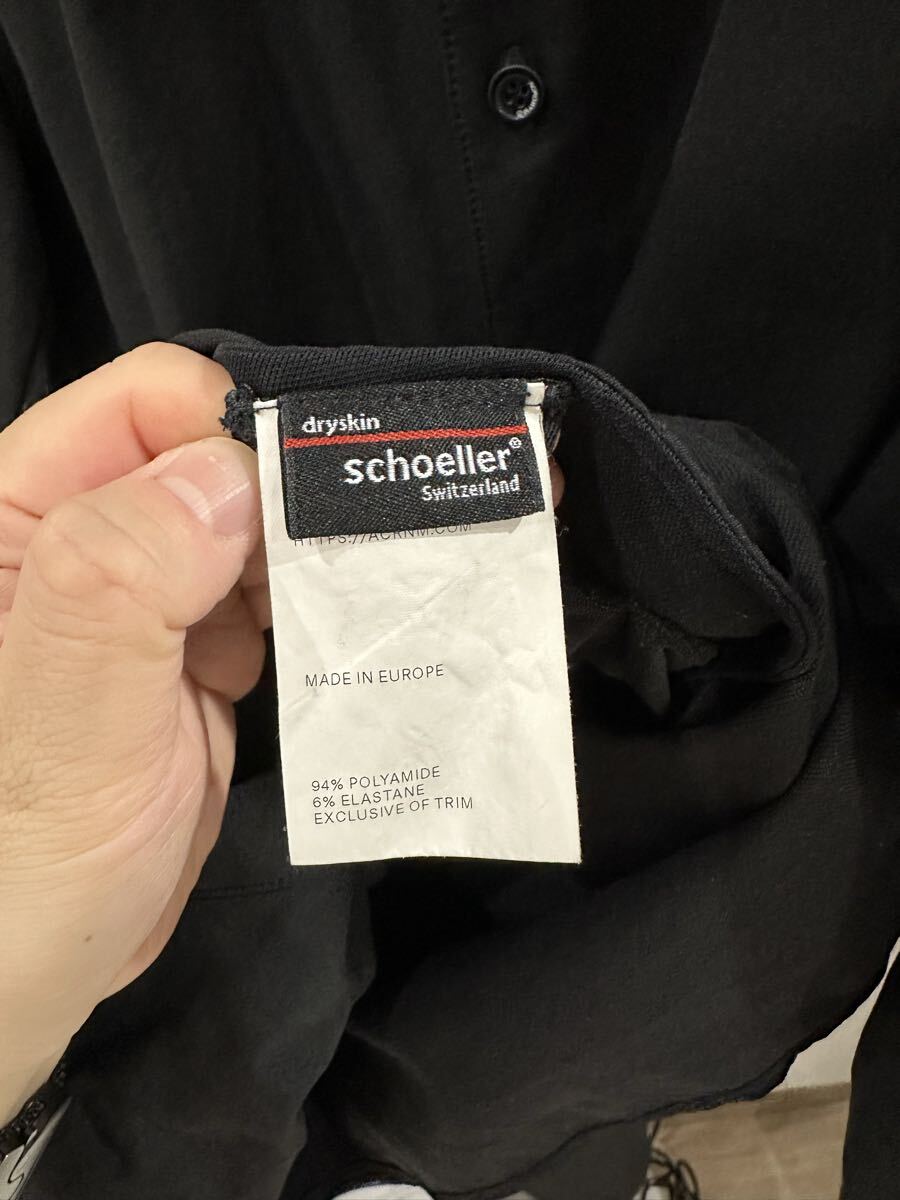 dryskin
schoeller®
Switzerland
HTTPS://ACRNM.COM
MADE IN EUROPE
94% POLYAMIDE
6% ELASTANE
EXCLUSIVE OF TRIM